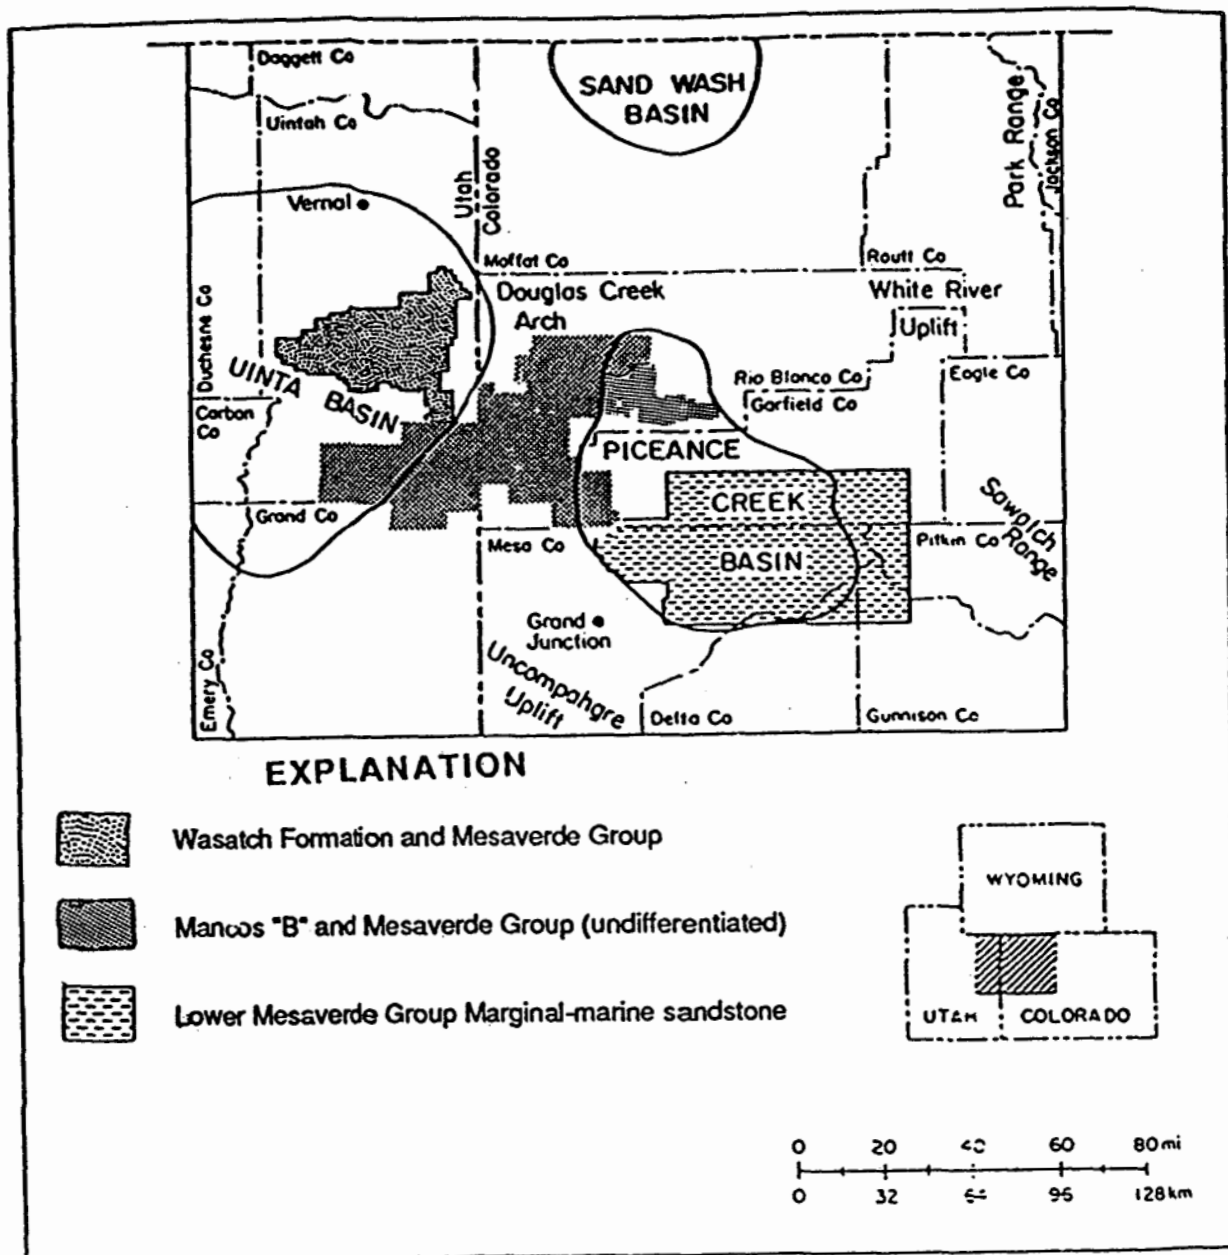 Daggett Co
Uintah Co
SAND WASH
BASIN
Park Range
Jackson Co
Vernal
Utah
Colorado
Moffat Co
Routt Co
Douglas Creek
Arch
White River
Uplift
Duchesne Co
UINTA
BASIN
Carbon
Co
Rio Blanco Co
Garfield Co
Eagle Co
PICEANCE
CREEK
BASIN
Grand Co
Mesa Co
Pitkin Co
Sawatch
Range
Grand
Junction
Uncompahgre
Uplift
Emery Co
Delta Co
Gunnison Co
EXPLANATION
Wasatch Formation and Mesaverde Group
Mancos "B" and Mesaverde Group (undifferentiated)
Lower Mesaverde Group Marginal-marine sandstone
WYOMING
UTAH
COLORADO
0 20 40 60 80 mi
0 32 64 96 128 km